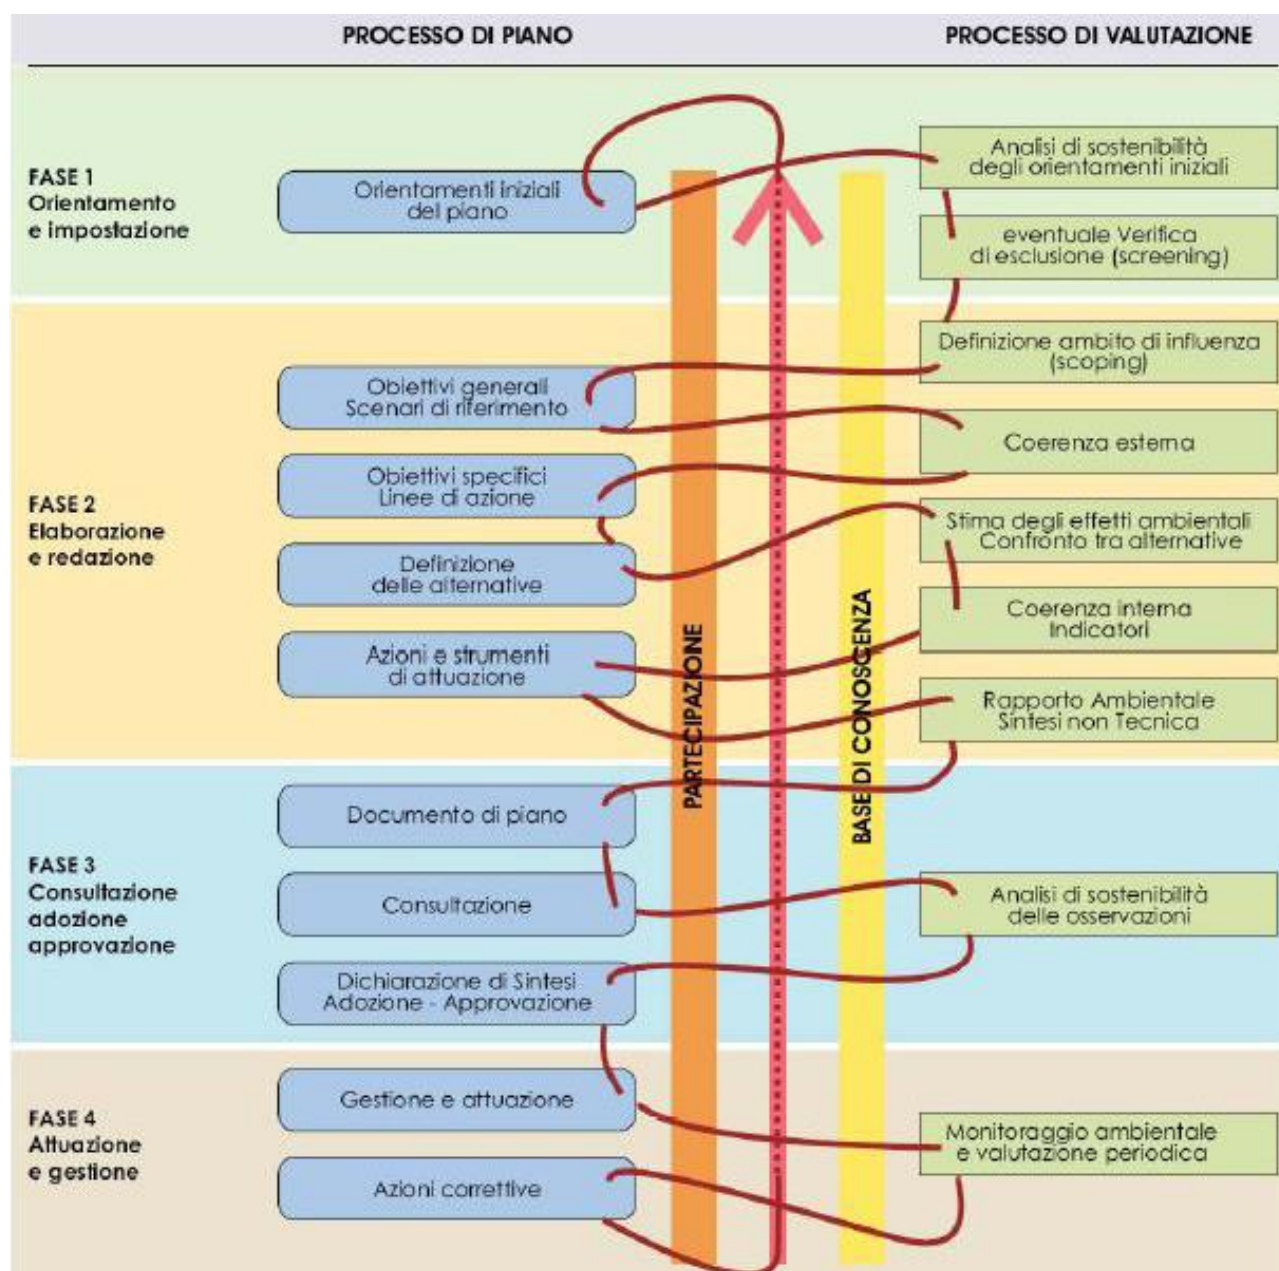 PROCESSO DI PIANO
PROCESSO DI VALUTAZIONE
FASE 1
Orientamento
e impostazione
Orientamenti iniziali
del piano
Analisi di sostenibilità
degli orientamenti iniziali
eventuale Verifica
di esclusione (screening)
FASE 2
Elaborazione
e redazione
Definizione ambito di influenza
(scoping)
Obiettivi generali
Scenari di riferimento
Coerenza esterna
Obiettivi specifici
Linee di azione
Stima degli effetti ambientali
Confronto tra alternative
Definizione
delle alternative
Coerenza interna
Indicatori
Azioni e strumenti
di attuazione
Rapporto Ambientale
Sintesi non Tecnica
PARTECIPAZIONE
BASE DI CONOSCENZA
FASE 3
Consultazione
adozione
approvazione
Documento di piano
Consultazione
Analisi di sostenibilità
delle osservazioni
Dichiarazione di Sintesi
Adozione - Approvazione
FASE 4
Attuazione
e gestione
Gestione e attuazione
Monitoraggio ambientale
e valutazione periodica
Azioni correttive